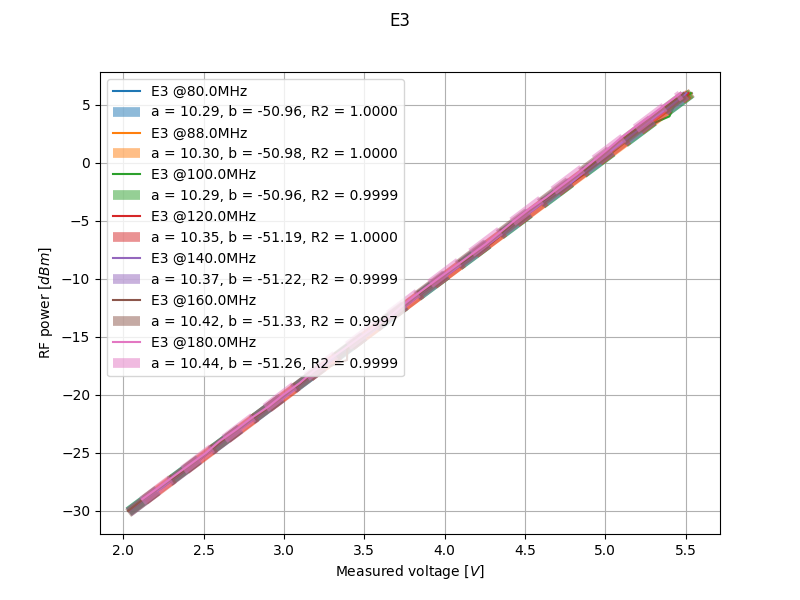 E3
E3 @80.0MHz
a = 10.29, b = -50.96, R2 = 1.0000
E3 @88.0MHz
a = 10.30, b = -50.98, R2 = 1.0000
E3 @100.0MHz
a = 10.29, b = -50.96, R2 = 0.9999
E3 @120.0MHz
a = 10.35, b = -51.19, R2 = 1.0000
E3 @140.0MHz
a = 10.37, b = -51.22, R2 = 0.9999
E3 @160.0MHz
a = 10.42, b = -51.33, R2 = 0.9997
E3 @180.0MHz
a = 10.44, b = -51.26, R2 = 0.9999
5
0
−5
−10
−15
−20
−25
−30
RF power [dBm]
2.0 2.5 3.0 3.5 4.0 4.5 5.0 5.5
Measured voltage [V]